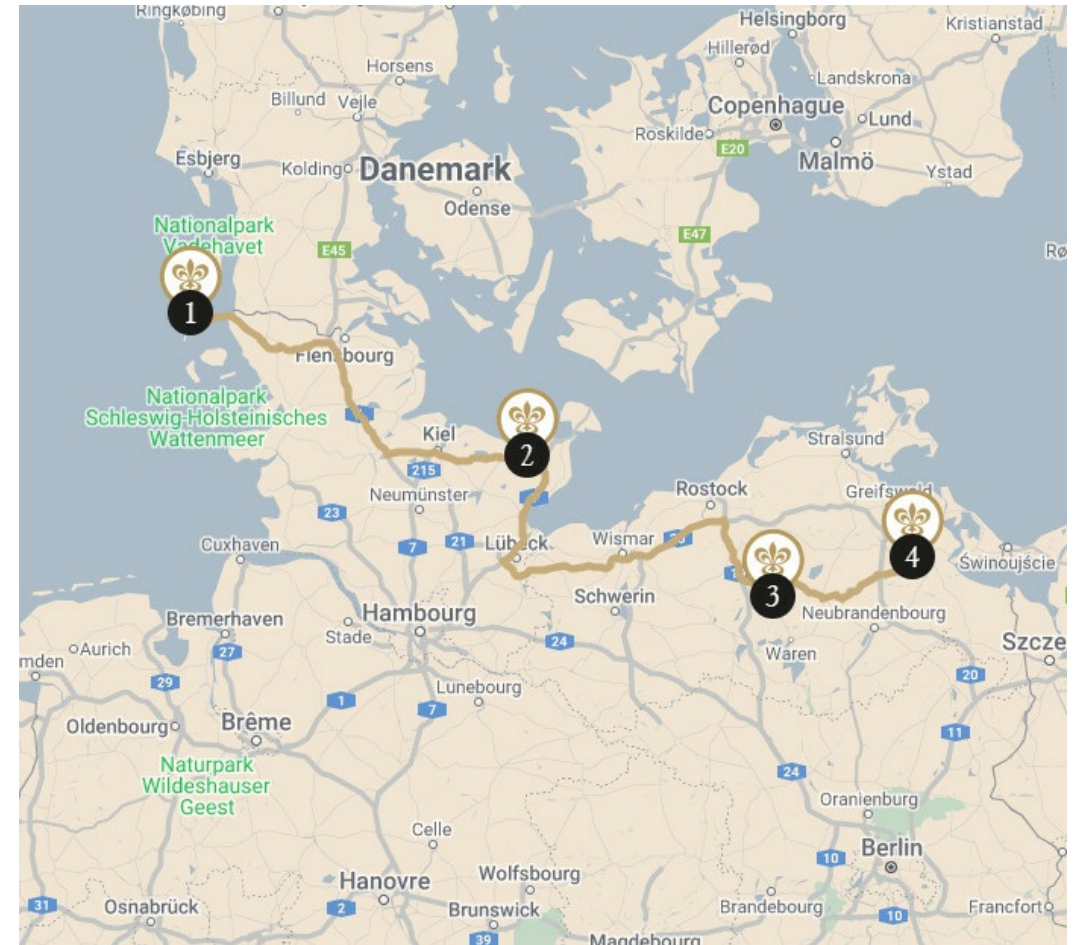 Ringkøbing
Helsingborg
Kristianstad
Hillerød
Horsens
Landskrona
Billund
Vejle
Copenhague
Lund
Roskilde
E20
Malmö
Esbjerg
Kolding
Danemark
Ystad
Odense
Nationalpark
Vadehavet
E47
E45
Rø
1
Flensbourg
Nationalpark
Schleswig-Holsteinisches
Wattenmeer
Kiel
2
Stralsund
215
Neumünster
Rostock
Greifswald
23
7
21
Lübeck
Wismar
4
Cuxhaven
Świnoujście
3
Schwerin
Bremerhaven
Hambourg
Neubrandenbourg
Stade
24
Aurich
27
Waren
Szcze
mden
29
Lunebourg
20
1
7
Oldenbourg
Brême
11
Naturpark
Wildeshauser
Geest
24
Oranienburg
Celle
Berlin
10
Hanovre
Wolfsbourg
31
Osnabrück
2
Brunswick
Brandebourg
10
Francfort
39
Magdebourg